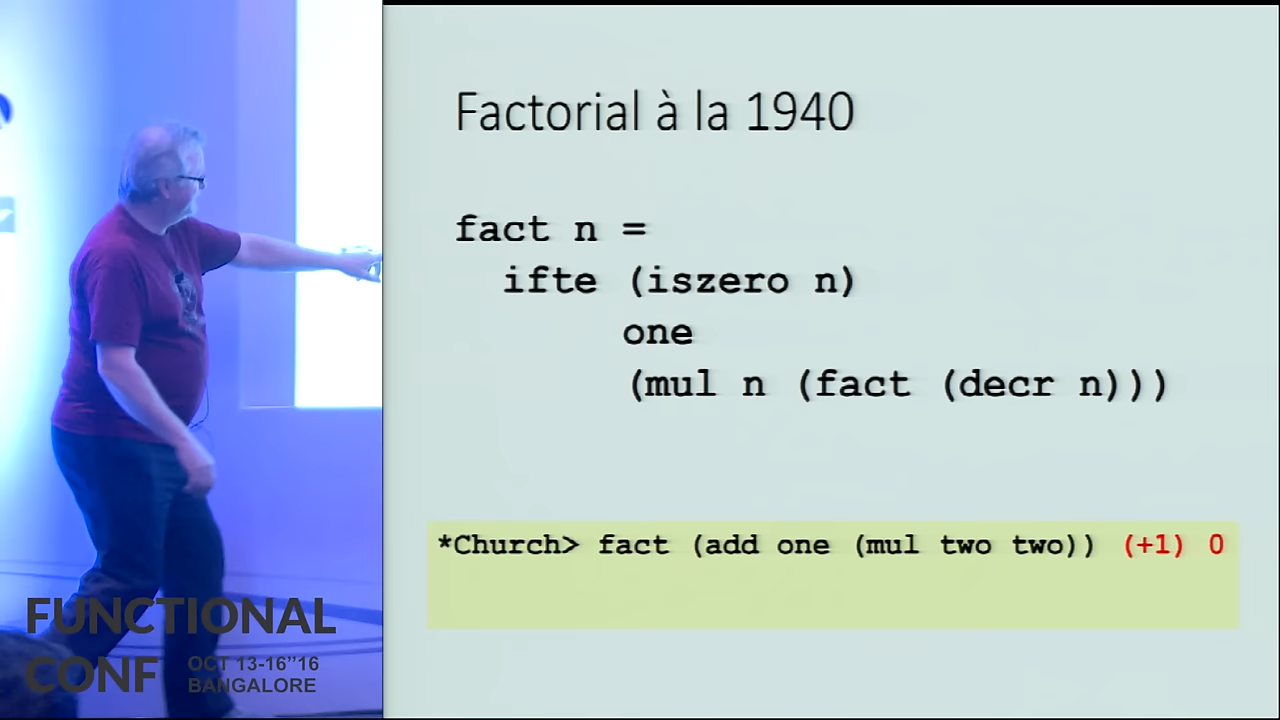 Factorial à la 1940
fact n =
ifte (iszero n)
one
(mul n (fact (decr n)))
*Church> fact (add one (mul two two)) (+1) 0
FUNCTIONAL
CONF
OCT 13-16”16
BANGALORE